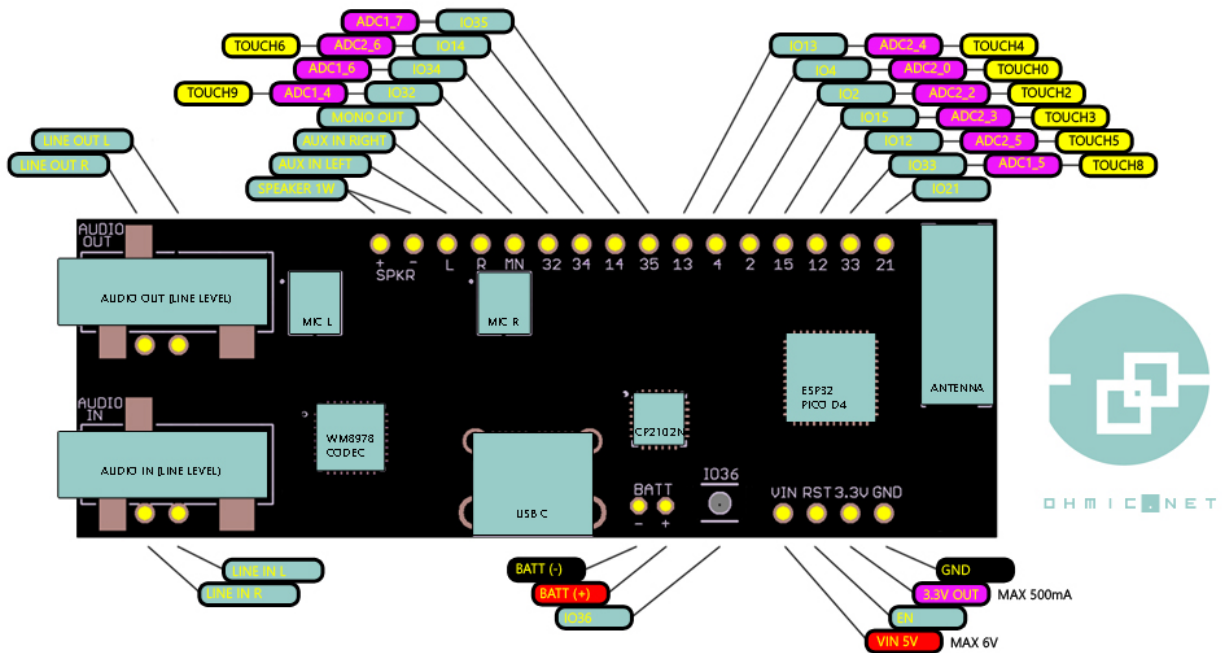 ADC1_7 IO35
TOUCH6 ADC2_6 IO14
ADC1_6 IO34
TOUCH9 ADC1_4 IO32
MONO OUT
AUX IN RIGHT
AUX IN LEFT
SPEAKER 1W
LINE OUT L
LINE OUT R
IO13 ADC2_4 TOUCH4
IO4 ADC2_0 TOUCH0
IO2 ADC2_2 TOUCH2
IO15 ADC2_3 TOUCH3
IO12 ADC2_5 TOUCH5
IO33 ADC1_5 TOUCH8
IO21
AUDIO
OUT
+ - L R MN 32 34 14 35 13 4 2 15 12 33 21
SPKR
AUDIO OUT (LINE LEVEL)
MIC L
MIC R
ESP32
PICO D4
ANTENNA
AUDIO
IN
AUDIO IN (LINE LEVEL)
WM8978
CODEC
CP2102N
USB C
BATT
- +
IO36
VIN RST 3.3V GND
OHMIC.NET
LINE IN L
LINE IN R
BATT (-)
BATT (+)
IO36
GND
3.3V OUT MAX 500mA
EN
VIN 5V MAX 6V